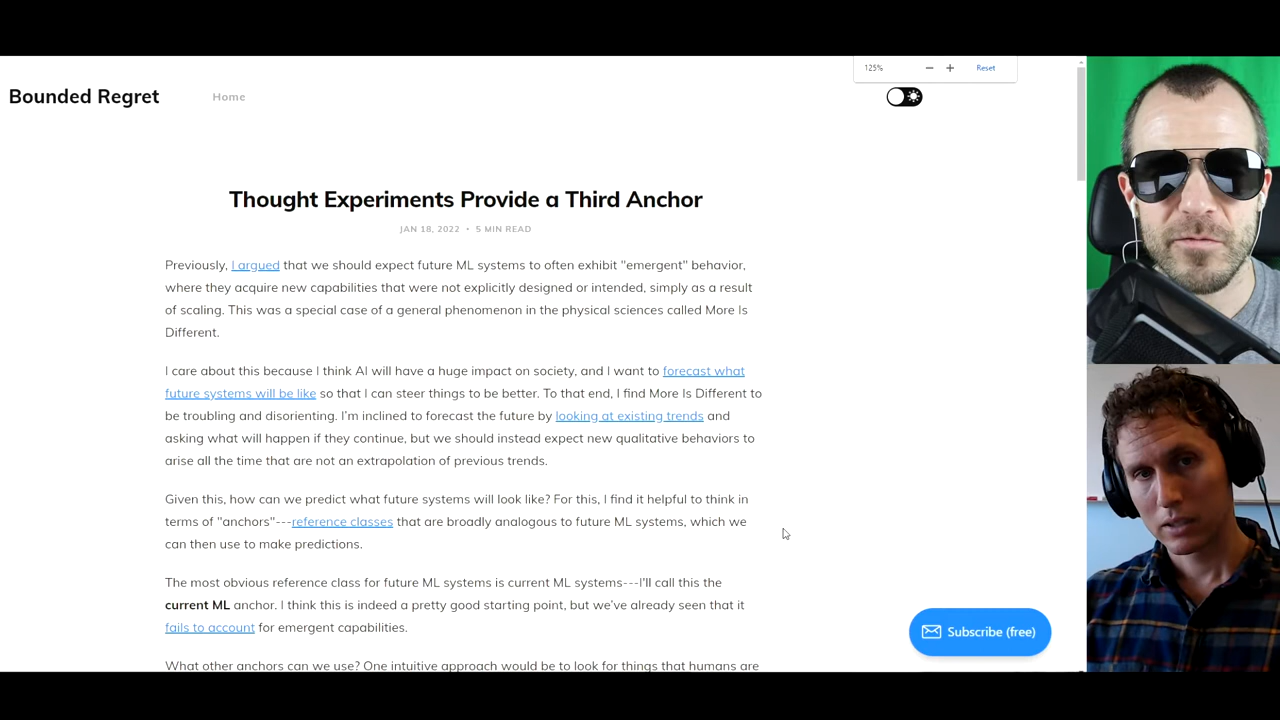 125% − + Reset
Bounded Regret Home
Thought Experiments Provide a Third Anchor
JAN 18, 2022 • 5 MIN READ
Previously, I argued that we should expect future ML systems to often exhibit "emergent" behavior,
where they acquire new capabilities that were not explicitly designed or intended, simply as a result
of scaling. This was a special case of a general phenomenon in the physical sciences called More Is
Different.
I care about this because I think AI will have a huge impact on society, and I want to forecast what
future systems will be like so that I can steer things to be better. To that end, I find More Is Different to
be troubling and disorienting. I'm inclined to forecast the future by looking at existing trends and
asking what will happen if they continue, but we should instead expect new qualitative behaviors to
arise all the time that are not an extrapolation of previous trends.
Given this, how can we predict what future systems will look like? For this, I find it helpful to think in
terms of "anchors"---reference classes that are broadly analogous to future ML systems, which we
can then use to make predictions.
The most obvious reference class for future ML systems is current ML systems---I'll call this the
current ML anchor. I think this is indeed a pretty good starting point, but we've already seen that it
fails to account for emergent capabilities.
Subscribe (free)
What other anchors can we use? One intuitive approach would be to look for things that humans are